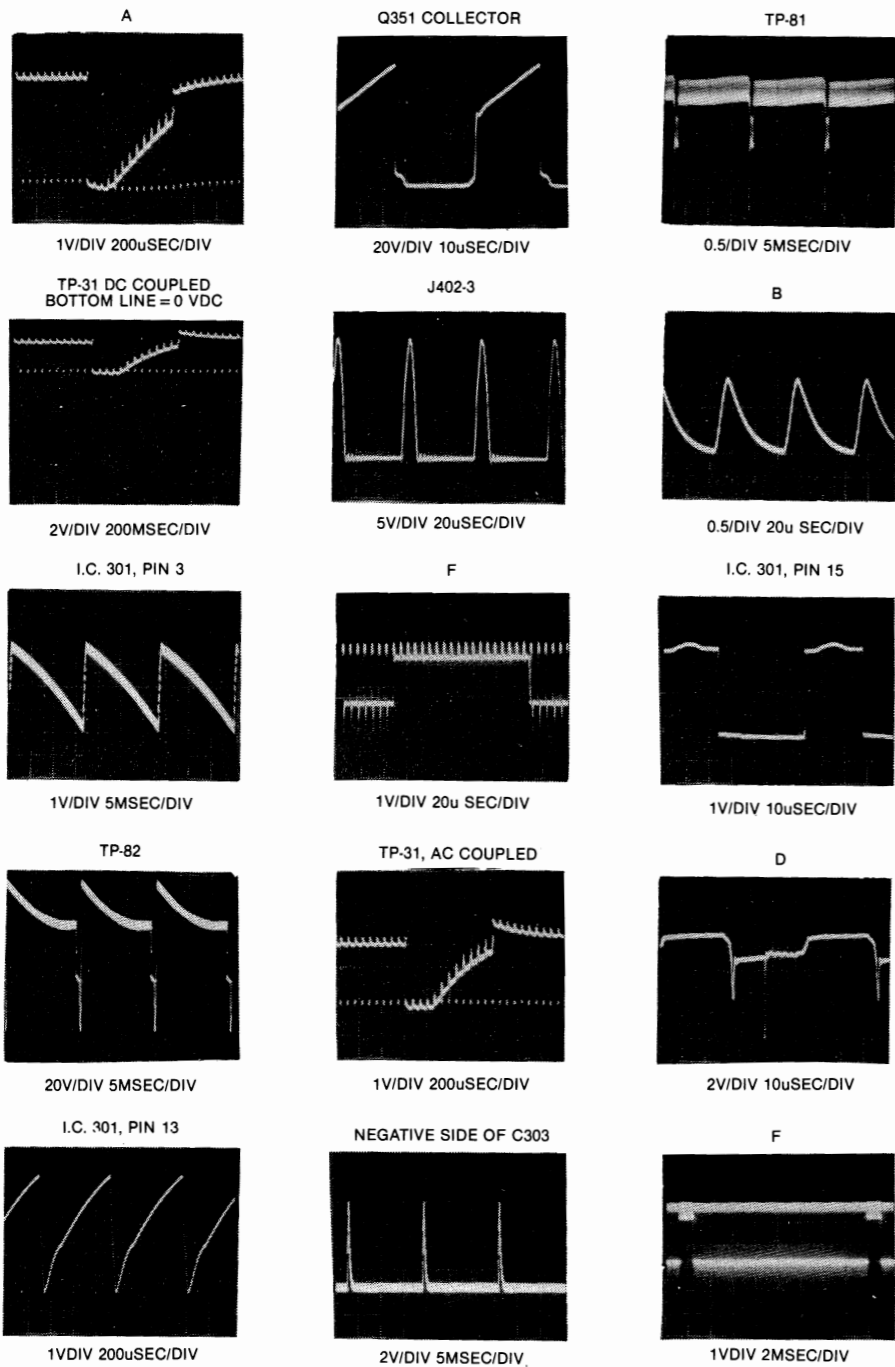 A
Q351 COLLECTOR
TP-81
1V/DIV 200uSEC/DIV
20V/DIV 10uSEC/DIV
0.5/DIV 5MSEC/DIV
TP-31 DC COUPLED
BOTTOM LINE = 0 VDC
J402-3
B
2V/DIV 200MSEC/DIV
5V/DIV 20uSEC/DIV
0.5/DIV 20u SEC/DIV
I.C. 301, PIN 3
F
I.C. 301, PIN 15
1V/DIV 5MSEC/DIV
1V/DIV 20u SEC/DIV
1V/DIV 10uSEC/DIV
TP-82
TP-31, AC COUPLED
D
20V/DIV 5MSEC/DIV
1V/DIV 200uSEC/DIV
2V/DIV 10uSEC/DIV
I.C. 301, PIN 13
NEGATIVE SIDE OF C303
F
1VDIV 200uSEC/DIV
2V/DIV 5MSEC/DIV
1VDIV 2MSEC/DIV